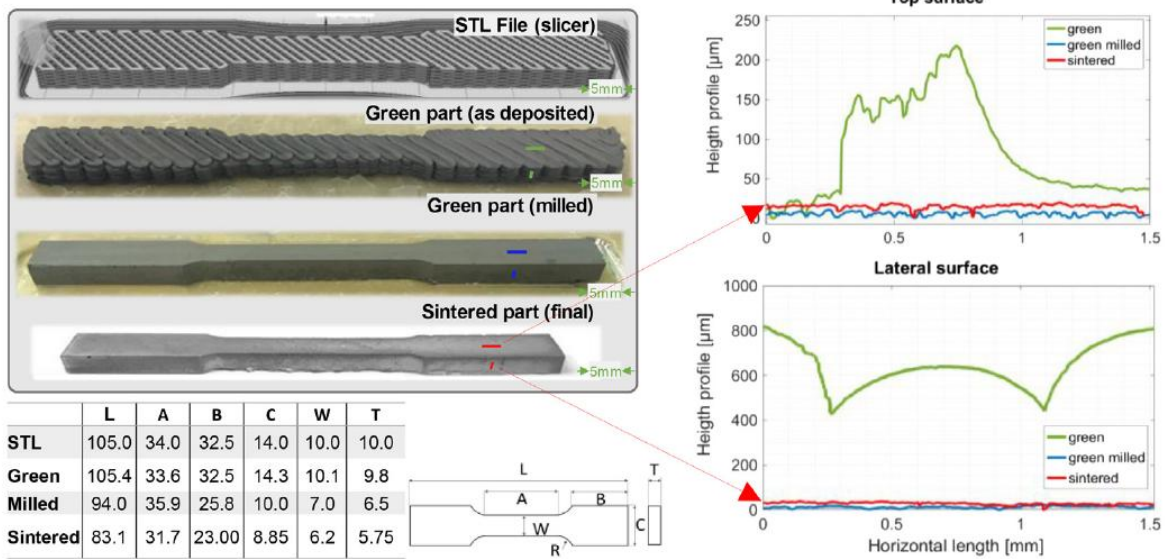 STL File (slicer)
5mm
Green part (as deposited)
5mm
Green part (milled)
5mm
Sintered part (final)
5mm
L A B C W T
STL 105.0 34.0 32.5 14.0 10.0 10.0
Green 105.4 33.6 32.5 14.3 10.1 9.8
Milled 94.0 35.9 25.8 10.0 7.0 6.5
Sintered 83.1 31.7 23.00 8.85 6.2 5.75
L T
A B
W C
R
Top surface
Heigth profile [µm]
250
200
150
100
50
0
green
green milled
sintered
0 0.5 1 1.5
Lateral surface
Heigth profile [µm]
1000
800
600
400
200
0
green
green milled
sintered
0 0.5 1 1.5
Horizontal length [mm]